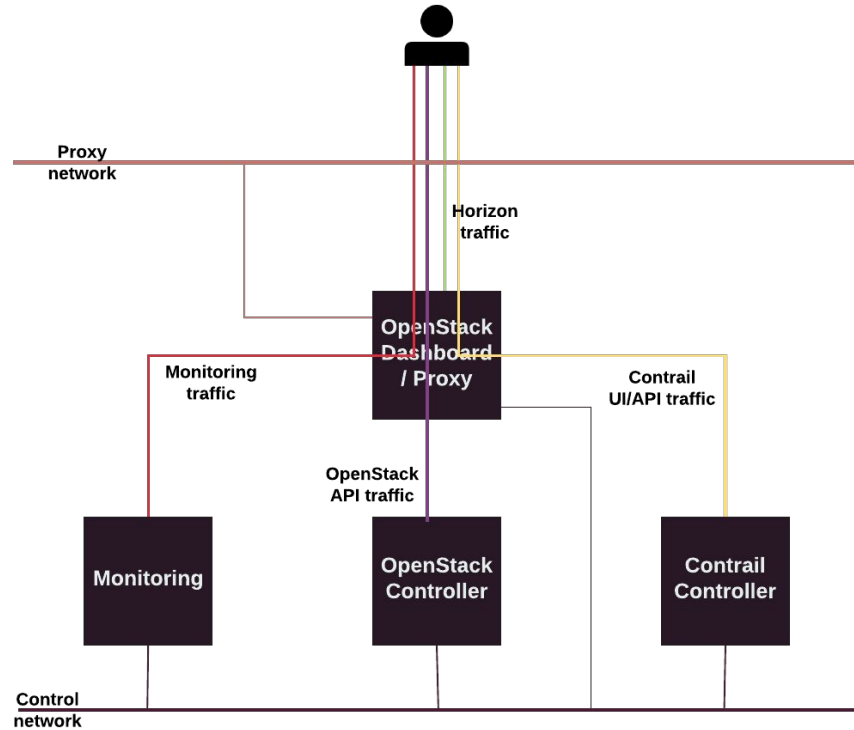 Proxy
network
Horizon
traffic
OpenStack
Dashboard
/ Proxy
Monitoring
traffic
Contrail
UI/API traffic
OpenStack
API traffic
Monitoring
OpenStack
Controller
Contrail
Controller
Control
network